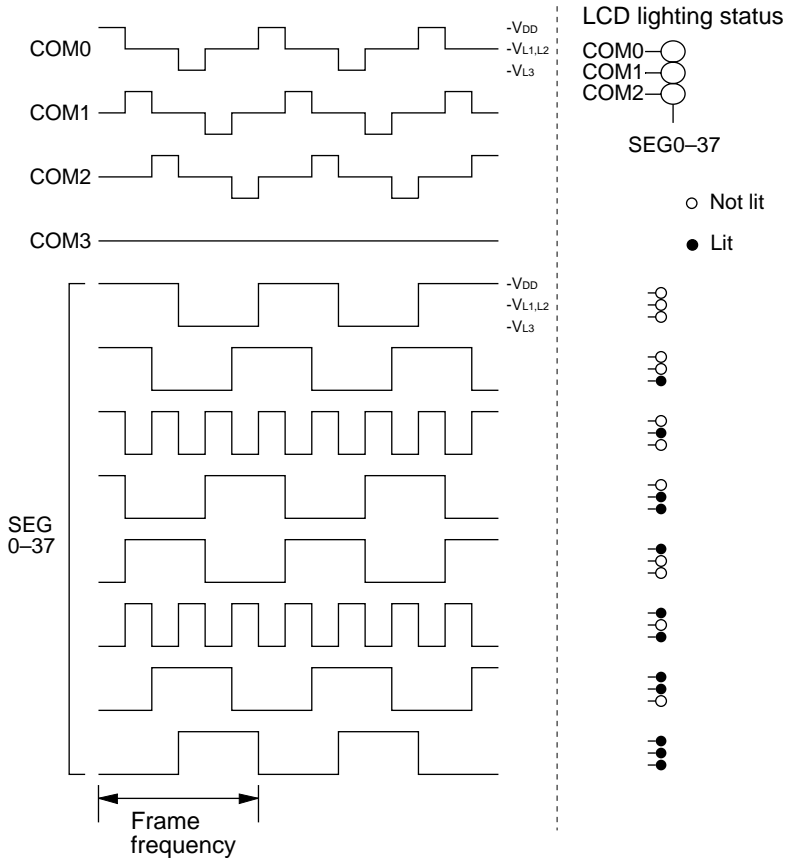 COM0
-VDD
-VL1,L2
-VL3
COM1
COM2
COM3
-VDD
-VL1,L2
-VL3
SEG
0–37
Frame
frequency
LCD lighting status
COM0
COM1
COM2
SEG0–37
Not lit
Lit